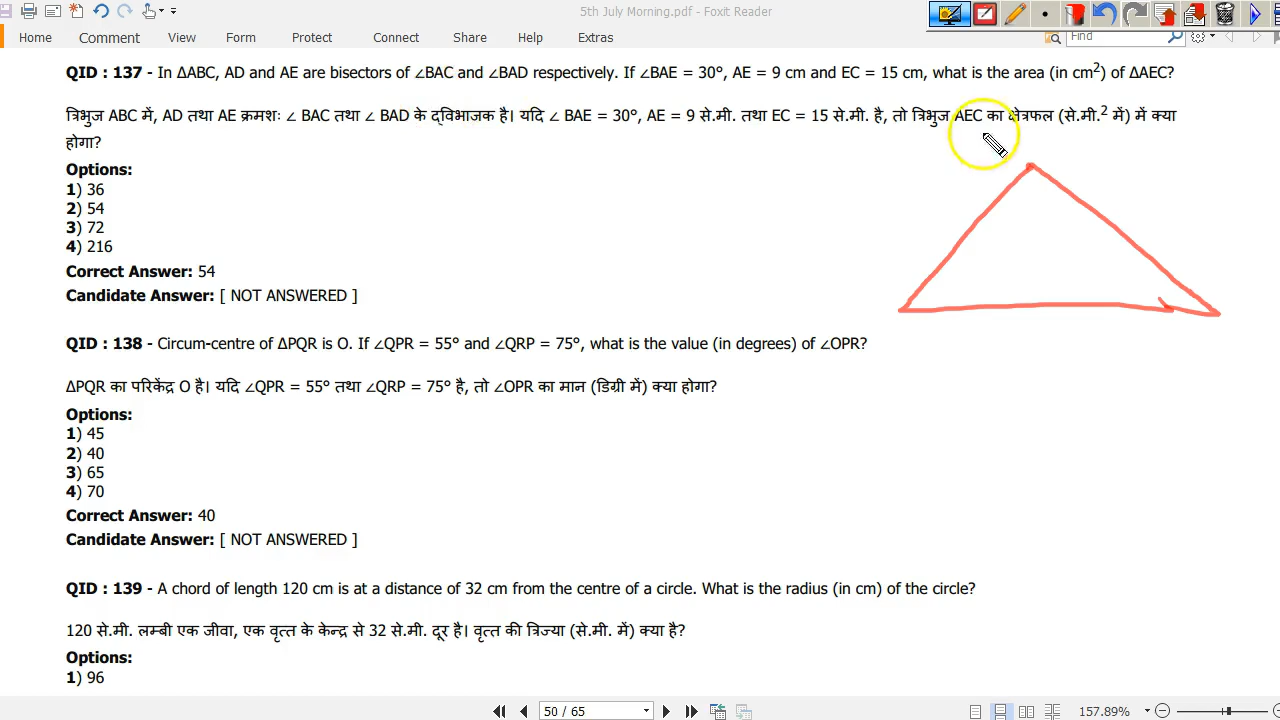 5th July Morning.pdf - Foxit Reader
Home Comment View Form Protect Connect Share Help Extras
Find
QID : 137 - In ΔABC, AD and AE are bisectors of ∠BAC and ∠BAD respectively. If ∠BAE = 30°, AE = 9 cm and EC = 15 cm, what is the area (in cm²) of ΔAEC?
त्रिभुज ABC में, AD तथा AE क्रमशः ∠ BAC तथा ∠ BAD के द्विभाजक है। यदि ∠ BAE = 30°, AE = 9 से.मी. तथा EC = 15 से.मी. है, तो त्रिभुज AEC का क्षेत्रफल (से.मी.² में) में क्या
होगा?
Options:
1) 36
2) 54
3) 72
4) 216
Correct Answer: 54
Candidate Answer: [ NOT ANSWERED ]
QID : 138 - Circum-centre of ΔPQR is O. If ∠QPR = 55° and ∠QRP = 75°, what is the value (in degrees) of ∠OPR?
ΔPQR का परिकेंद्र O है। यदि ∠QPR = 55° तथा ∠QRP = 75° है, तो ∠OPR का मान (डिग्री में) क्या होगा?
Options:
1) 45
2) 40
3) 65
4) 70
Correct Answer: 40
Candidate Answer: [ NOT ANSWERED ]
QID : 139 - A chord of length 120 cm is at a distance of 32 cm from the centre of a circle. What is the radius (in cm) of the circle?
120 से.मी. लम्बी एक जीवा, एक वृत्त के केन्द्र से 32 से.मी. दूर है। वृत्त की त्रिज्या (से.मी. में) क्या है?
Options:
1) 96
50 / 65 157.89%